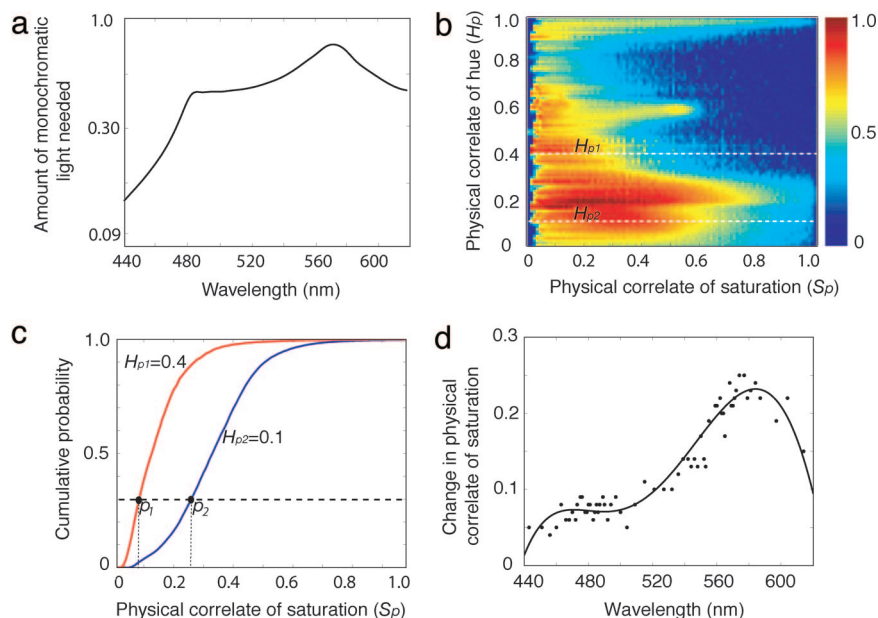 a
Amount of monochromatic
light needed
1.0
0.30
0.09
440 480 520 560 600
Wavelength (nm)
b
Physical correlate of hue (Hp)
1.0
0.8
0.6
0.4
0.2
0
Hp1
Hp2
0 0.2 0.4 0.6 0.8 1.0
Physical correlate of saturation (Sp)
1.0
0.5
0
c
Cumulative probability
1.0
0.5
0
Hp1=0.4
Hp2=0.1
p1
p2
0 0.2 0.4 0.6 0.8 1.0
Physical correlate of saturation (Sp)
d
Change in physical
correlate of saturation
0.3
0.2
0.1
0
440 480 520 560 600
Wavelength (nm)